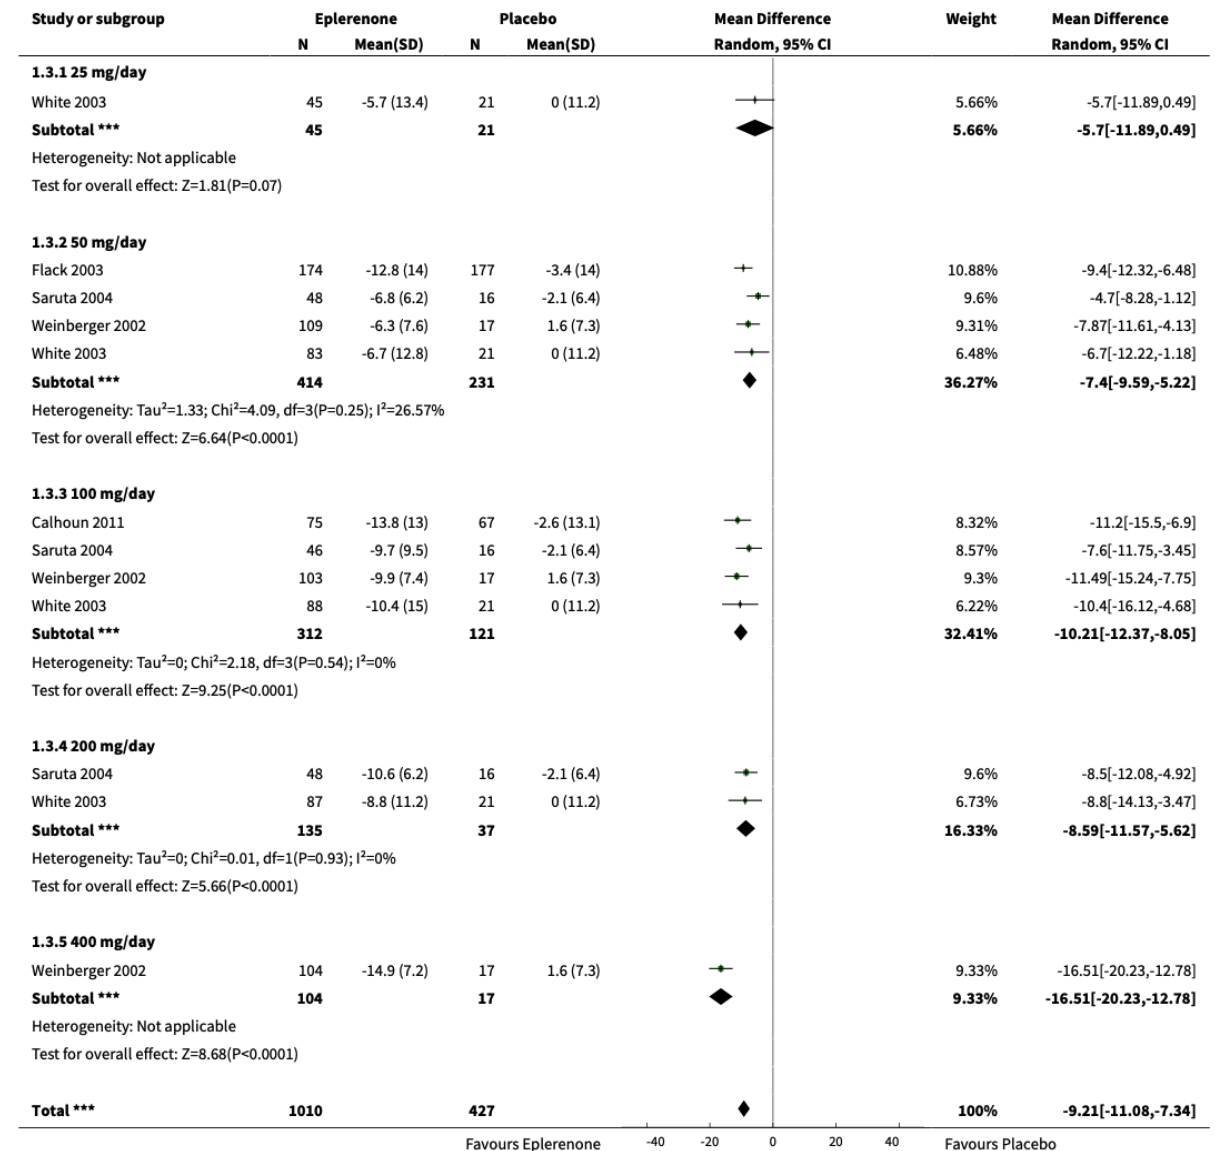 Study or subgroup Eplerenone Placebo Mean Difference Weight Mean Difference
N Mean(SD) N Mean(SD) Random, 95% CI Random, 95% CI
1.3.1 25 mg/day
White 2003 45 -5.7 (13.4) 21 0 (11.2) 5.66% -5.7[-11.89,0.49]
Subtotal *** 45 21 5.66% -5.7[-11.89,0.49]
Heterogeneity: Not applicable
Test for overall effect: Z=1.81(P=0.07)
1.3.2 50 mg/day
Flack 2003 174 -12.8 (14) 177 -3.4 (14) 10.88% -9.4[-12.32,-6.48]
Saruta 2004 48 -6.8 (6.2) 16 -2.1 (6.4) 9.6% -4.7[-8.28,-1.12]
Weinberger 2002 109 -6.3 (7.6) 17 1.6 (7.3) 9.31% -7.87[-11.61,-4.13]
White 2003 83 -6.7 (12.8) 21 0 (11.2) 6.48% -6.7[-12.22,-1.18]
Subtotal *** 414 231 36.27% -7.4[-9.59,-5.22]
Heterogeneity: Tau²=1.33; Chi²=4.09, df=3(P=0.25); I²=26.57%
Test for overall effect: Z=6.64(P<0.0001)
1.3.3 100 mg/day
Calhoun 2011 75 -13.8 (13) 67 -2.6 (13.1) 8.32% -11.2[-15.5,-6.9]
Saruta 2004 46 -9.7 (9.5) 16 -2.1 (6.4) 8.57% -7.6[-11.75,-3.45]
Weinberger 2002 103 -9.9 (7.4) 17 1.6 (7.3) 9.3% -11.49[-15.24,-7.75]
White 2003 88 -10.4 (15) 21 0 (11.2) 6.22% -10.4[-16.12,-4.68]
Subtotal *** 312 121 32.41% -10.21[-12.37,-8.05]
Heterogeneity: Tau²=0; Chi²=2.18, df=3(P=0.54); I²=0%
Test for overall effect: Z=9.25(P<0.0001)
1.3.4 200 mg/day
Saruta 2004 48 -10.6 (6.2) 16 -2.1 (6.4) 9.6% -8.5[-12.08,-4.92]
White 2003 87 -8.8 (11.2) 21 0 (11.2) 6.73% -8.8[-14.13,-3.47]
Subtotal *** 135 37 16.33% -8.59[-11.57,-5.62]
Heterogeneity: Tau²=0; Chi²=0.01, df=1(P=0.93); I²=0%
Test for overall effect: Z=5.66(P<0.0001)
1.3.5 400 mg/day
Weinberger 2002 104 -14.9 (7.2) 17 1.6 (7.3) 9.33% -16.51[-20.23,-12.78]
Subtotal *** 104 17 9.33% -16.51[-20.23,-12.78]
Heterogeneity: Not applicable
Test for overall effect: Z=8.68(P<0.0001)
Total *** 1010 427 100% -9.21[-11.08,-7.34]
Favours Eplerenone -40 -20 0 20 40 Favours Placebo